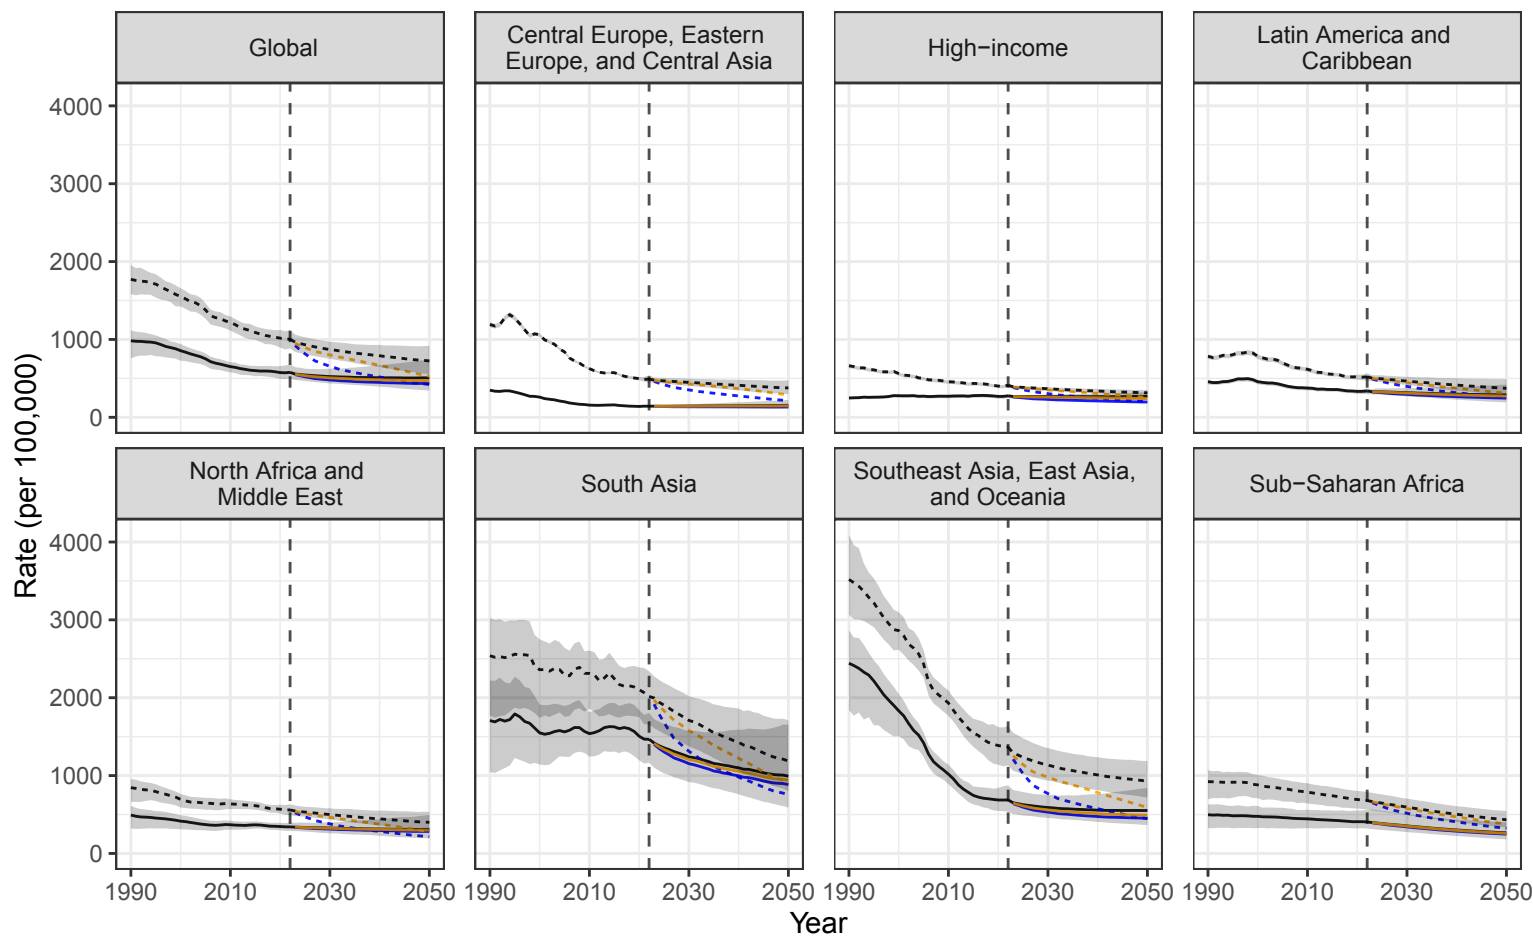 Global
Central Europe, Eastern
Europe, and Central Asia
High−income
Latin America and
Caribbean
4000
3000
2000
1000
0
North Africa and
Middle East
South Asia
Southeast Asia, East Asia,
and Oceania
Sub−Saharan Africa
4000
3000
2000
1000
0
1990 2010 2030 2050
1990 2010 2030 2050
1990 2010 2030 2050
1990 2010 2030 2050
Year
Rate (per 100,000)